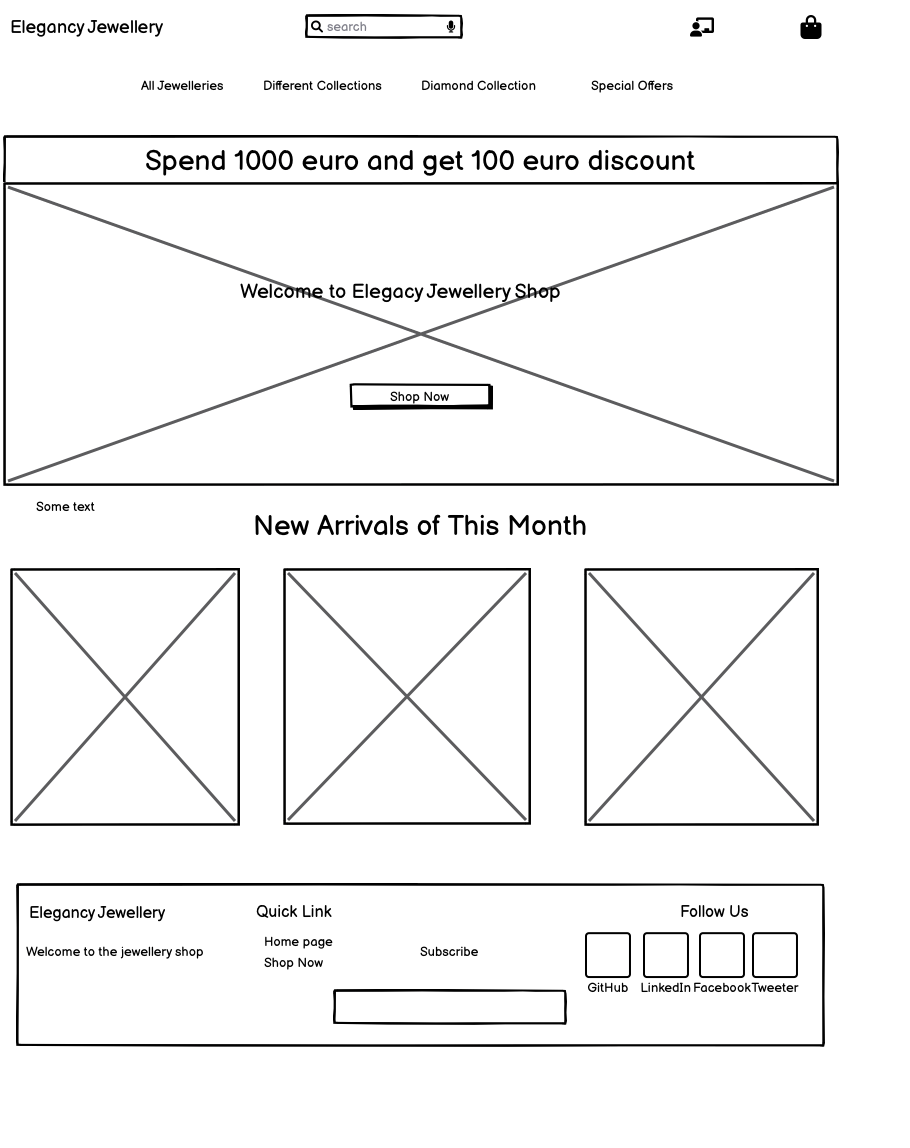 Elegancy Jewellery
search
All Jewelleries
Different Collections
Diamond Collection
Special Offers
Spend 1000 euro and get 100 euro discount
Welcome to Elegacy Jewellery Shop
Shop Now
Some text
New Arrivals of This Month
Elegancy Jewellery
Welcome to the jewellery shop
Quick Link
Home page
Shop Now
Subscribe
Follow Us
GitHub
LinkedIn
Facebook
Tweeter